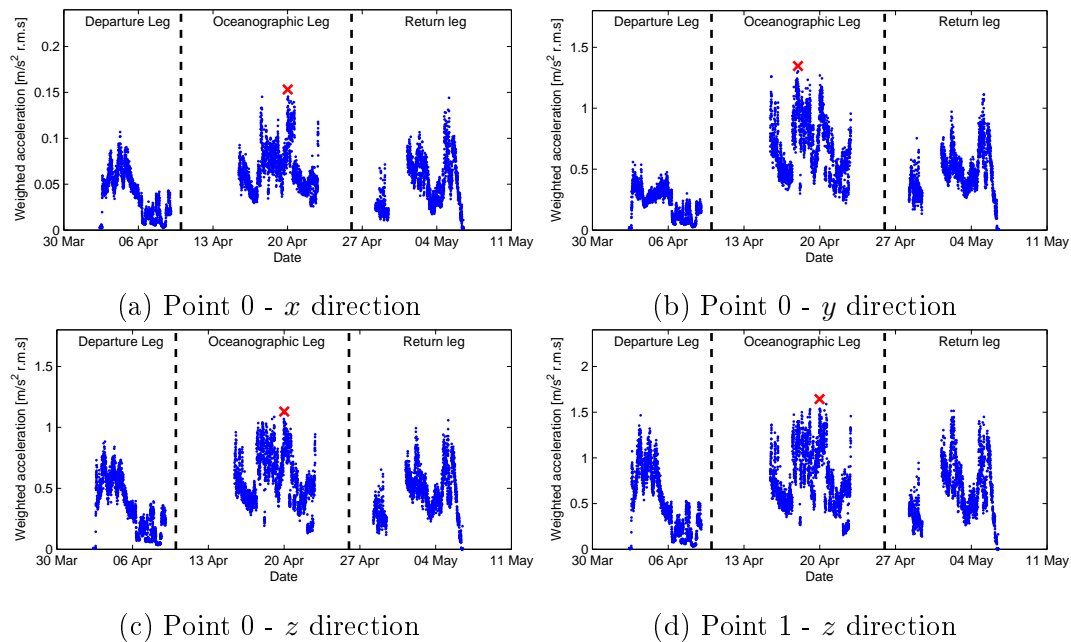 Departure Leg Oceanographic Leg Return leg
Weighted acceleration [m/s² r.m.s]
0.2
0.15
0.1
0.05
0
30 Mar 06 Apr 13 Apr 20 Apr 27 Apr 04 May 11 May
Date
(a) Point 0 - x direction
Departure Leg Oceanographic Leg Return leg
Weighted acceleration [m/s² r.m.s]
1.5
1
0.5
0
30 Mar 06 Apr 13 Apr 20 Apr 27 Apr 04 May 11 May
Date
(b) Point 0 - y direction
Departure Leg Oceanographic Leg Return leg
Weighted acceleration [m/s² r.m.s]
1.5
1
0.5
0
30 Mar 06 Apr 13 Apr 20 Apr 27 Apr 04 May 11 May
Date
(c) Point 0 - z direction
Departure Leg Oceanographic Leg Return leg
Weighted acceleration [m/s² r.m.s]
2
1.5
1
0.5
0
30 Mar 06 Apr 13 Apr 20 Apr 27 Apr 04 May 11 May
Date
(d) Point 1 - z direction